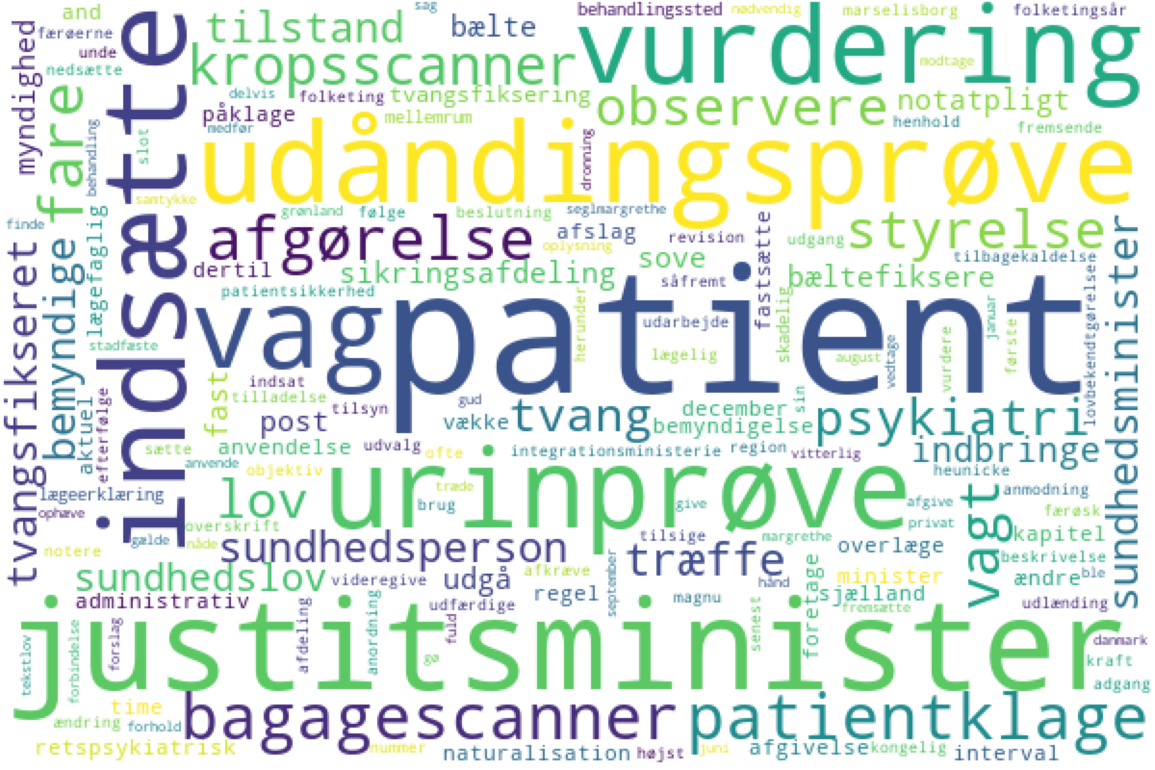 and
tilstand
sag
bælte
behandlingssted
nødvendig
marselisborg
folketingsår
færøerne
unde
nedsætte
myndighed
indsætte
kropsscanner
vurdering
modtage
delvis
folketing
tvangsfiksering
observere
notatpligt
påklage
mellemrum
henhold
fremsende
medfør
fare
behandling
slot
udåndingsprøve
dronning
samtykke
finde
grønland
følge
beslutning
seglmargrethe
afgørelse
afslag
revision
oplysning
udgang
styrelse
tilbagekaldelse
dertil
sikringsafdeling
sove
såfremt
fastsætte
bæltefiksere
lægefaglig
bemyndige
tvangsfikseret
patientsikkerhed
vag
patient
udarbejde
herunder
lægelig
skadelig
august
vedtage
vurdere
januar
første
lovbekendtgørelse
sundhedsminister
stadfæste
fast
indsat
tilladelse
post
tilsyn
gud
vække
tvang
december
bemyndigelse
sin
psykiatri
aktuel
efterfølge
sætte
anvendelse
udvalg
ofte
integrationsministerie
region
vitterlig
indbringe
heunicke
anvende
objektiv
lægeerklæring
ophæve
lov
urinprøve
træde
brug
give
afgive
privat
vagt
anmodning
færøsk
overskrift
gælde
nåde
notere
sundhedsperson
tilsige
træffe
margrethe
overlæge
kapitel
beskrivelse
sundhedslov
videregive
udgå
afkræve
regel
september
hånd
minister
sjælland
ændre
ble
administrativ
udfærdige
magnu
senest
foretage
fremsætte
udlænding
tekstlov
forbindelse
forslag
afdeling
anordning
fuld
gø
justitsminister
danmark
kraft
adgang
time
ændring
forhold
bagagescanner
patientklage
retspsykiatrisk
nummer
naturalisation
højst
juni
afgivelse
kongelig
interval